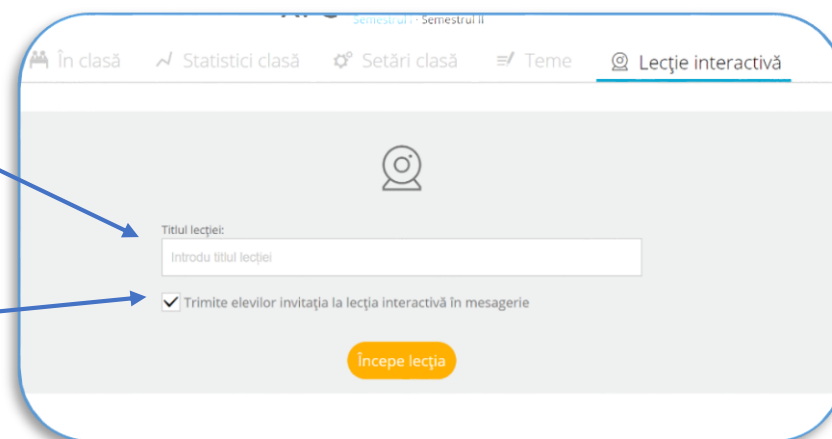 Semestrul I · Semestrul II
În clasă Statistici clasă Setări clasă Teme Lecţie interactivă
Titlul lecţiei:
Introdu titlul lecţiei
Trimite elevilor invitaţia la lecţia interactivă în mesagerie
Începe lecţia